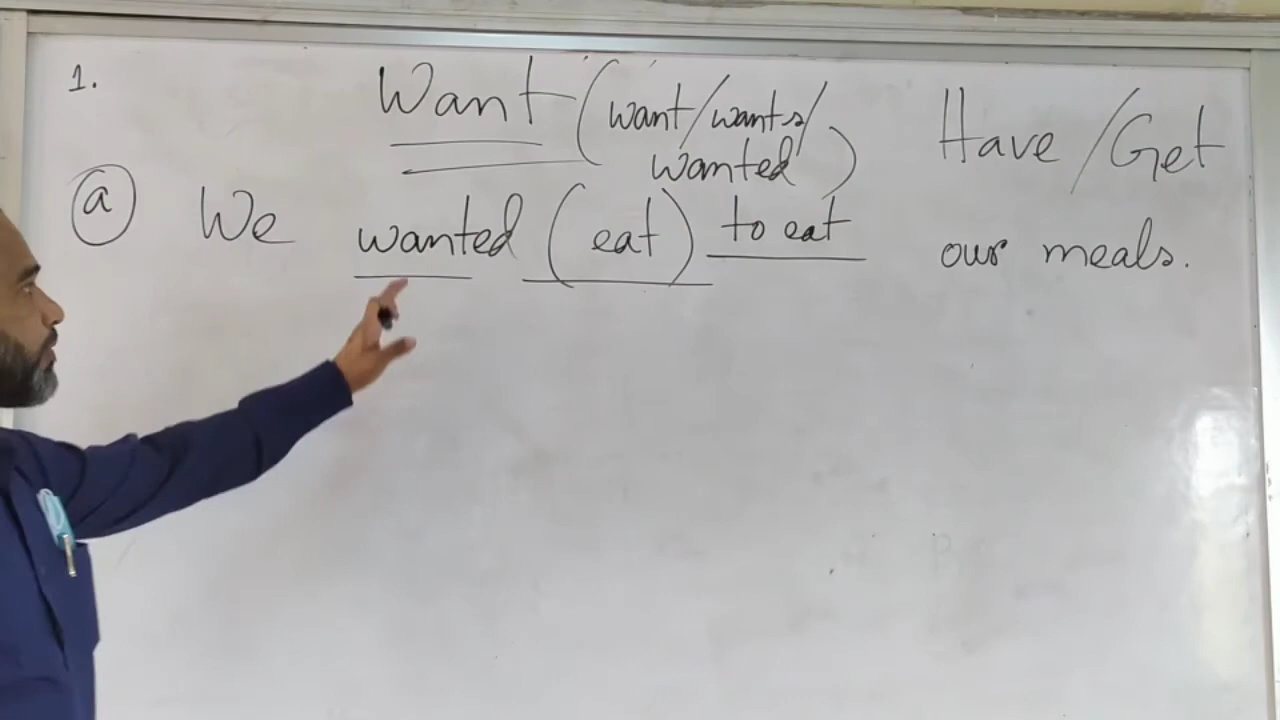 1. Want (want/wants/ Have/Get
wanted)
a We wanted (eat) to eat our meals.